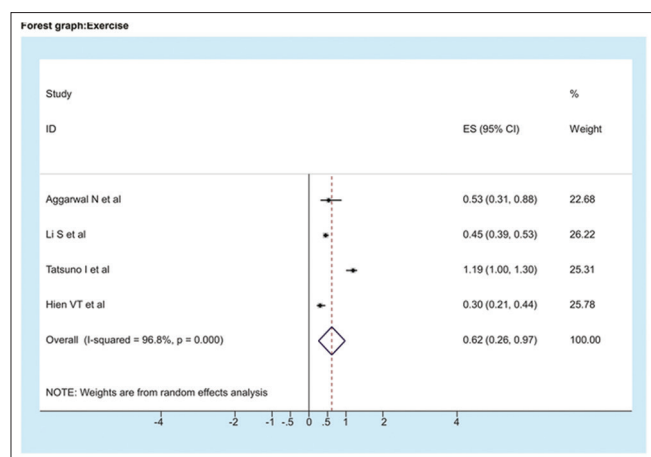 Forest graph:Exercise
Study %
ID ES (95% CI) Weight
Aggarwal N et al 0.53 (0.31, 0.88) 22.68
Li S et al 0.45 (0.39, 0.53) 26.22
Tatsuno I et al 1.19 (1.00, 1.30) 25.31
Hien VT et al 0.30 (0.21, 0.44) 25.78
Overall (I-squared = 96.8%, p = 0.000) 0.62 (0.26, 0.97) 100.00
NOTE: Weights are from random effects analysis
-4 -2 -1 -.5 0 .5 1 2 4